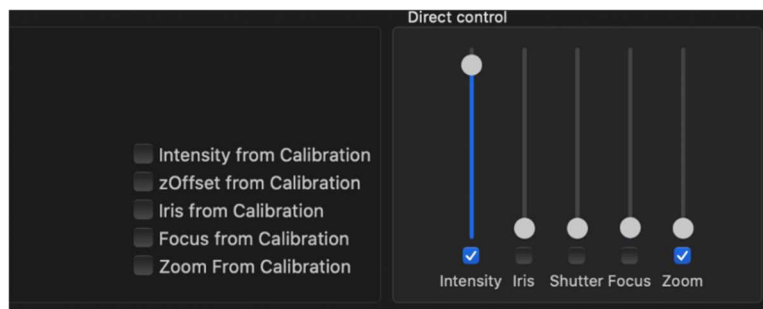 Direct control
Intensity from Calibration
zOffset from Calibration
Iris from Calibration
Focus from Calibration
Zoom From Calibration
Intensity Iris Shutter Focus Zoom